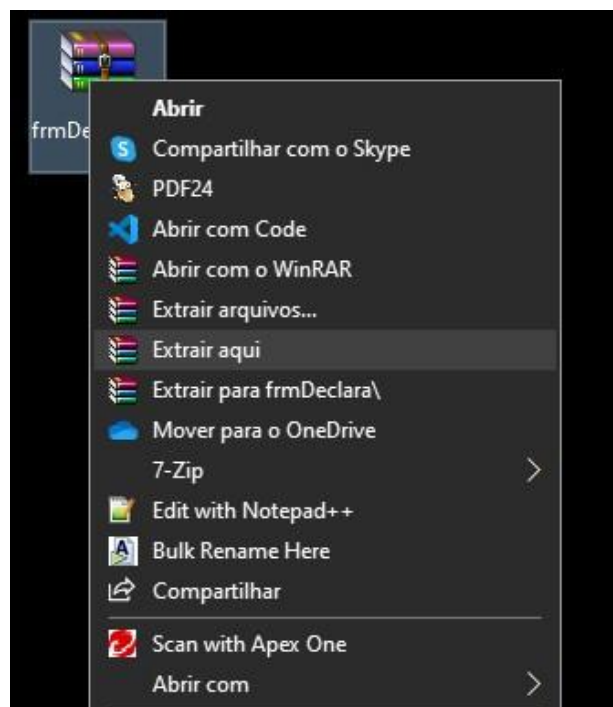 frmDe
Abrir
Compartilhar com o Skype
PDF24
Abrir com Code
Abrir com o WinRAR
Extrair arquivos...
Extrair aqui
Extrair para frmDeclara\
Mover para o OneDrive
7-Zip
Edit with Notepad++
Bulk Rename Here
Compartilhar
Scan with Apex One
Abrir com